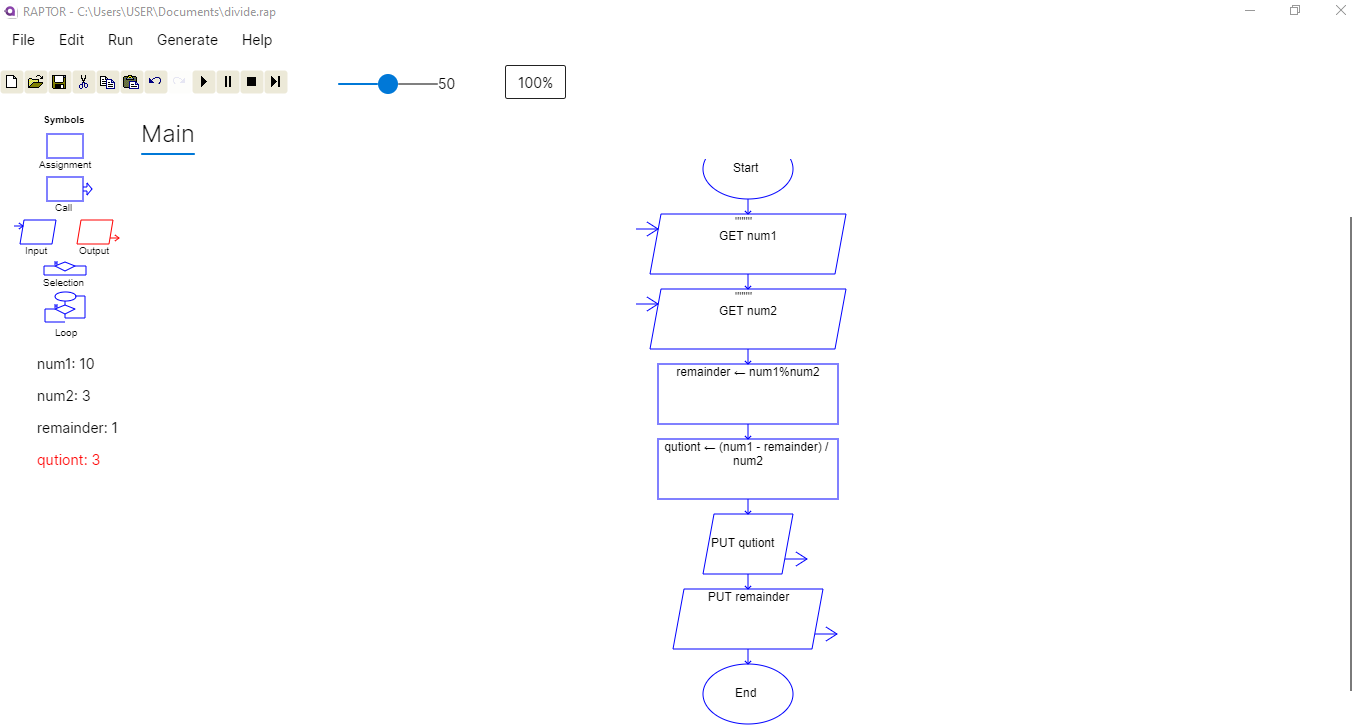 RAPTOR - C:\Users\USER\Documents\divide.rap
File Edit Run Generate Help
50
100%
Symbols
Assignment
Call
Input Output
Selection
Loop
num1: 10
num2: 3
remainder: 1
qutiont: 3
Main
Start
""""
GET num1
""""
GET num2
remainder ← num1%num2
qutiont ← (num1 - remainder) /
num2
PUT qutiont
PUT remainder
End